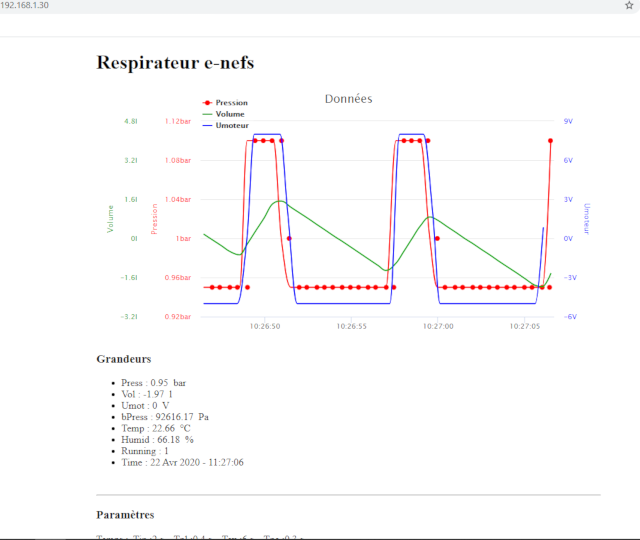 192.168.1.30
Respirateur e-nefs
Données
Pression
Volume
Umoteur
4.8l 1.12bar 9V
3.2l 1.08bar 6V
1.6l 1.04bar 3V
0l 1bar 0V
-1.6l 0.96bar -3V
-3.2l 0.92bar -6V
Volume
Pression
Umoteur
10:26:50 10:26:55 10:27:00 10:27:05
Grandeurs
Press : 0.95 bar
Vol : -1.97 l
Umot : 0 V
bPress : 92616.17 Pa
Temp : 22.66 °C
Humid : 66.18 %
Running : 1
Time : 22 Avr 2020 - 11:27:06
Paramètres